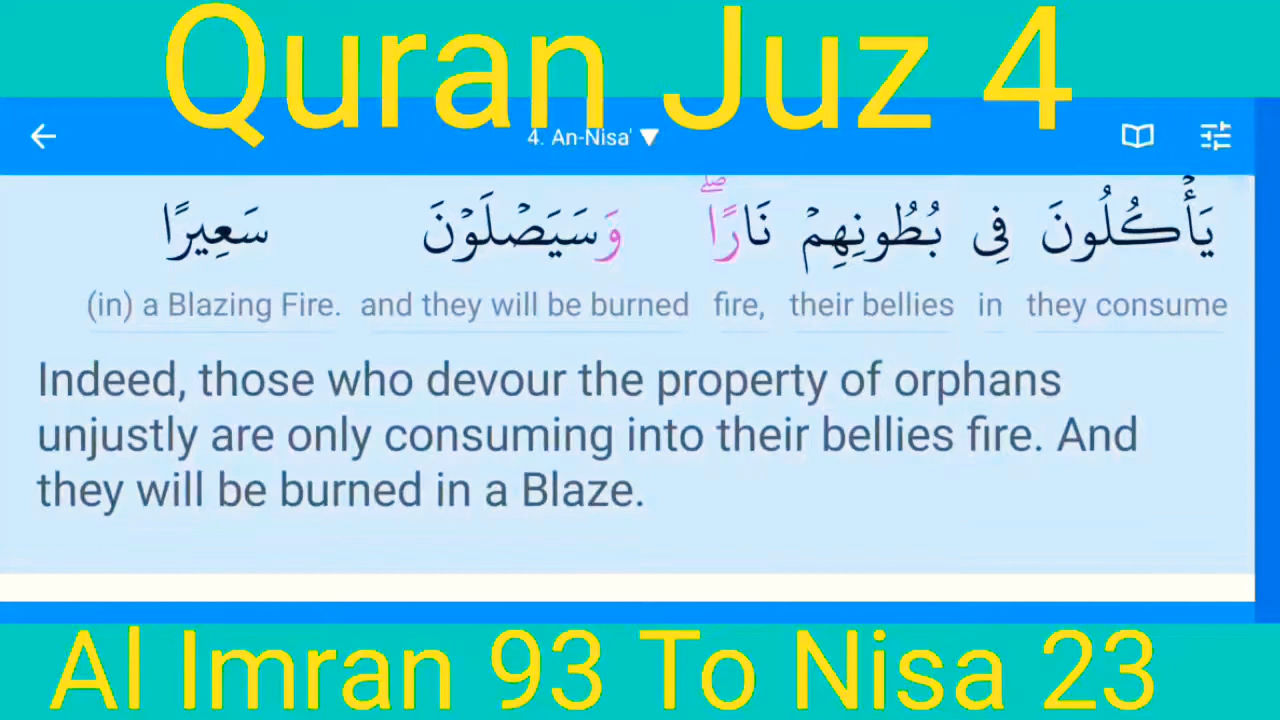 Quran Juz 4
4. An-Nisa' ▼
يَأْكُلُونَ فِى بُطُونِهِمْ نَارًا ۖ وَسَيَصْلَوْنَ سَعِيرًا
(in) a Blazing Fire. and they will be burned fire, their bellies in they consume
Indeed, those who devour the property of orphans
unjustly are only consuming into their bellies fire. And
they will be burned in a Blaze.
Al Imran 93 To Nisa 23